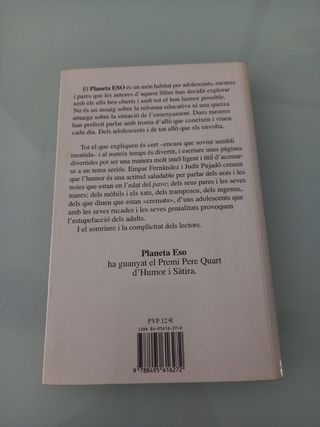 El Planeta ESO és un món habitat per adolescents, mestres
i pares que les autores d'aquest llibre han decidit explorar
amb els ulls ben oberts i amb tot el bon humor possible.
No és un assaig sobre la reforma educativa ni una queixa
amarga sobre la situació de l'ensenyament. Dues mestres
han preferit parlar amb ironia d'allò que coneixen i viuen
cada dia. Dels adolescents i de tot allò que els envolta.
Tot el que expliquen és cert –encara que sovint sembli
mentida– i al mateix temps és divertit, i escriure unes pàgines
divertides pot ser una manera molt intel·ligent i útil d'acostar-
se a un tema seriós. Empar Fernández i Judit Pujadó creuen
que l'humor és una actitud saludable per parlar dels nois i les
noies que estan en l'edat del pavo; dels seus pares i les seves
mares; dels mòbils i els xats, dels tramposos, dels ingenus,
dels que diuen que estan «cremats», d'uns adolescents que
amb les seves rucades i les seves genialitats provoquen
l'estupefacció dels adults.
I el somriure i la complicitat dels lectors.
Planeta Eso
ha guanyat el Premi Pere Quart
d'Humor i Sàtira.
PVP 12 €
ISBN 84-95616-27-0
9 788495 616272